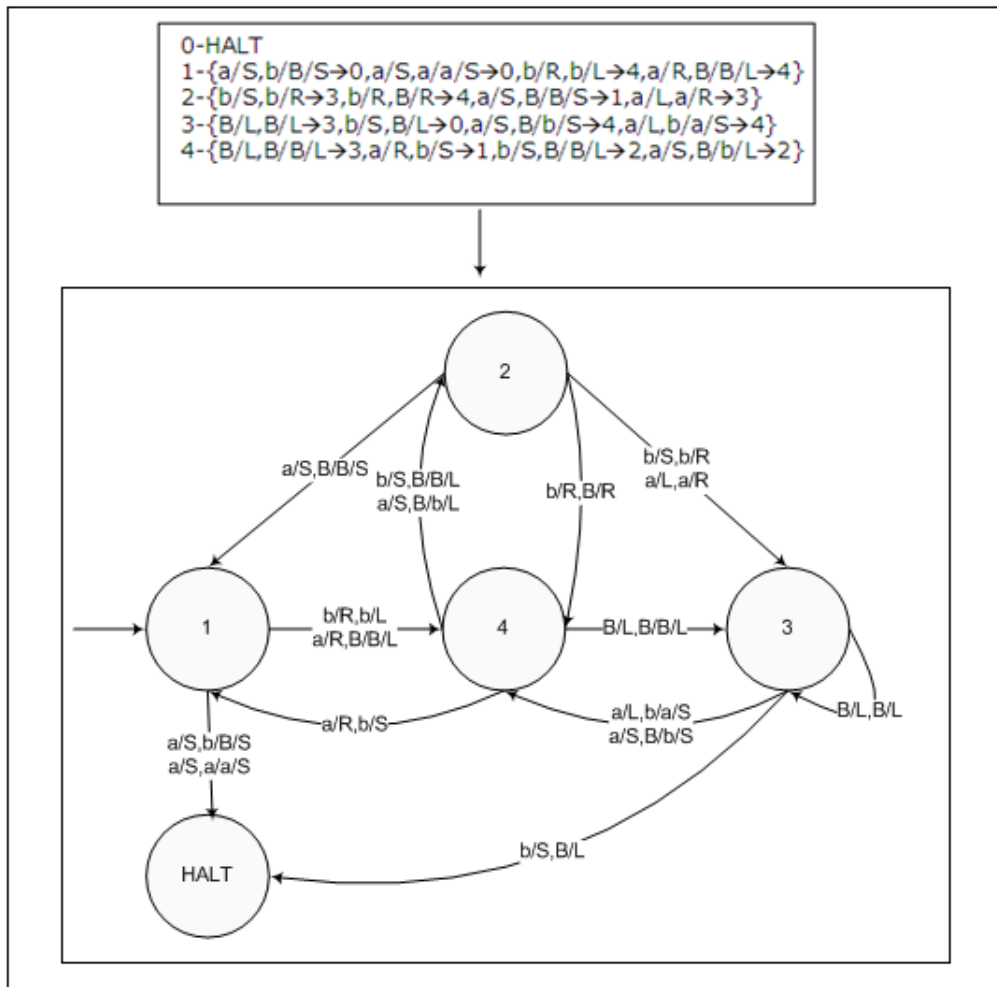 0-HALT
1-{a/S,b/B/S→0,a/S,a/a/S→0,b/R,b/L→4,a/R,B/B/L→4}
2-{b/S,b/R→3,b/R,B/R→4,a/S,B/B/S→1,a/L,a/R→3}
3-{B/L,B/L→3,b/S,B/L→0,a/S,B/b/S→4,a/L,b/a/S→4}
4-{B/L,B/B/L→3,a/R,b/S→1,b/S,B/B/L→2,a/S,B/b/L→2}
2
a/S,B/B/S
b/S,B/B/L
a/S,B/b/L
b/R,B/R
b/S,b/R
a/L,a/R
1
b/R,b/L
a/R,B/B/L
4
B/L,B/B/L
3
B/L,B/L
a/R,b/S
a/L,b/a/S
a/S,B/b/S
a/S,b/B/S
a/S,a/a/S
b/S,B/L
HALT